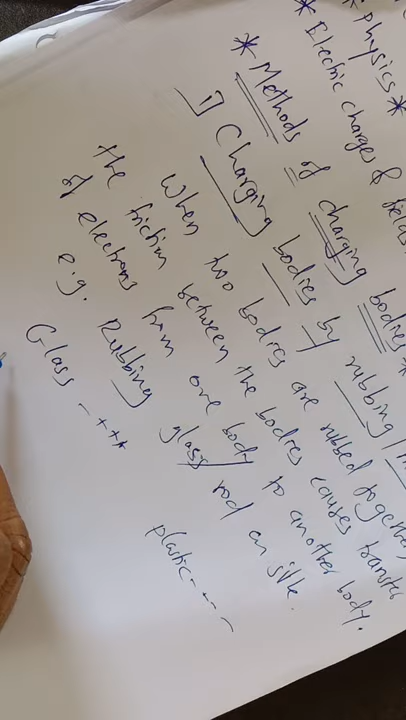 *Physics*
* Electric charges &
* Methods of charging bodies *
i] Charging bodies by rubbing /
When two bodies are rubbed together
the friction between the bodies causes transfer
of electrons from one body to another body.
e.g. Rubbing glass rod on silk.
Glass - +++
plastic - - - -